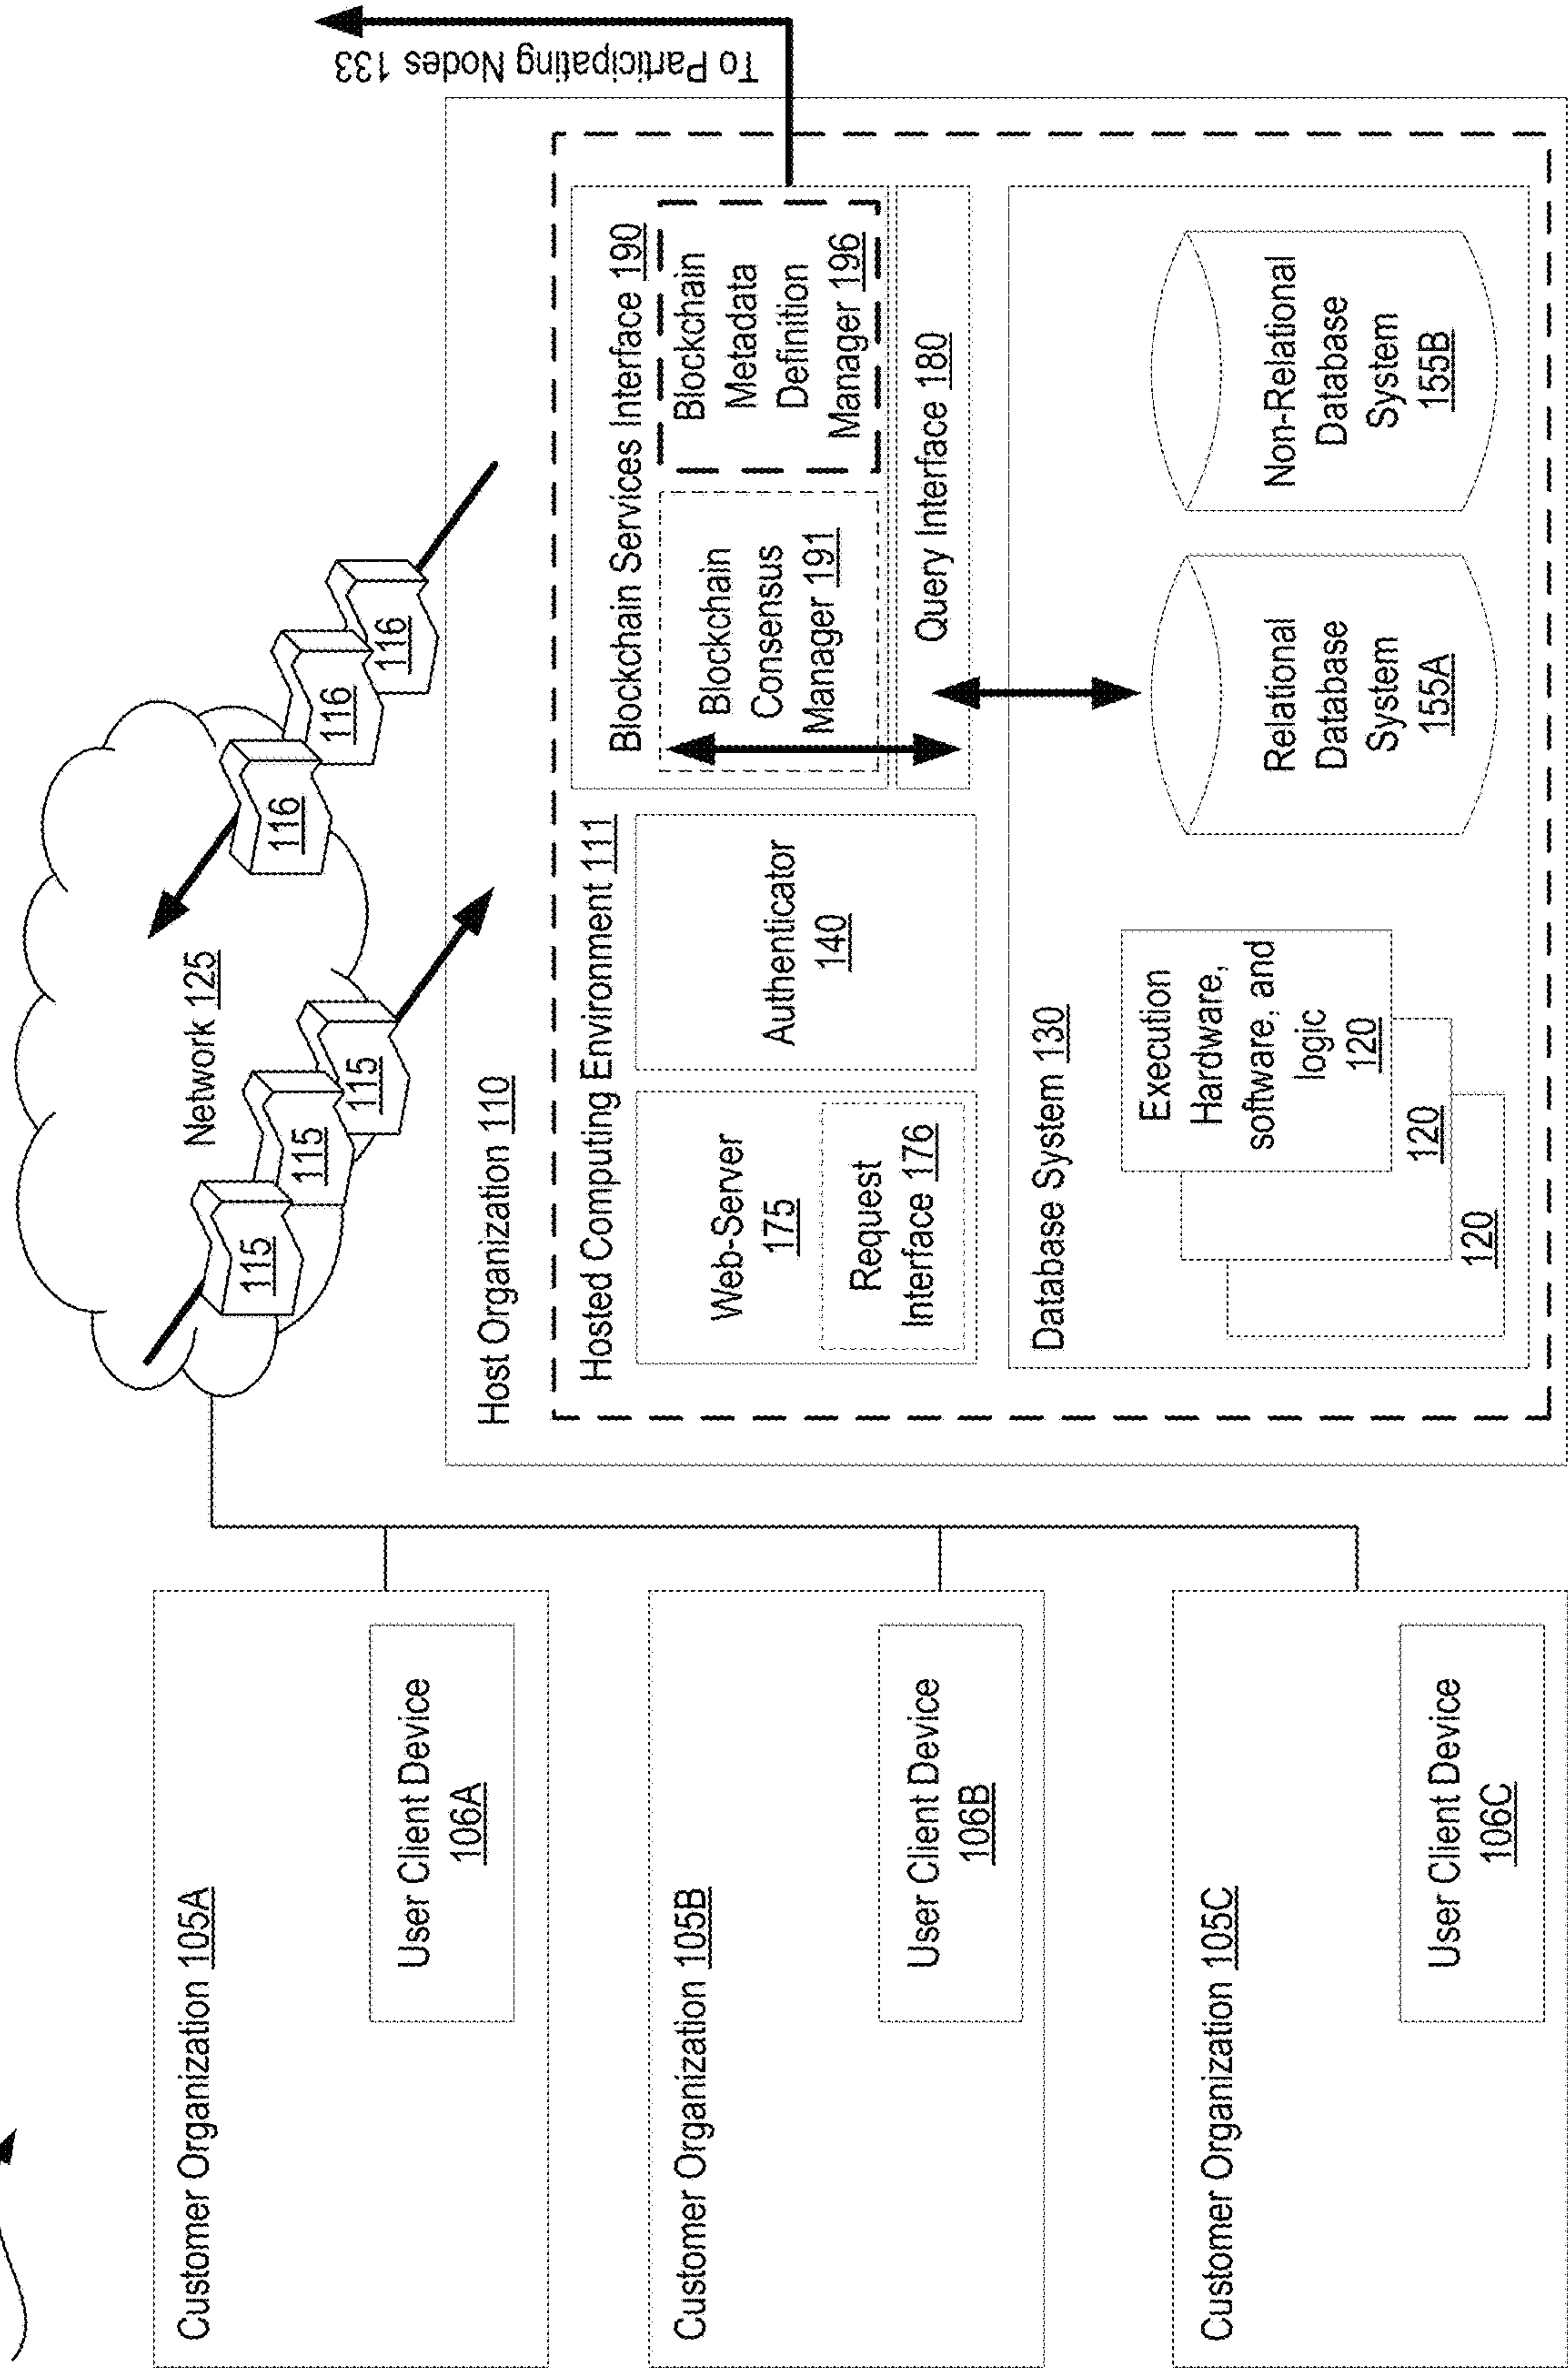 Customer Organization 105A
User Client Device
106A
Customer Organization 105B
User Client Device
106B
Customer Organization 105C
User Client Device
106C
Network 125
115
115
115
116
116
116
Host Organization 110
Hosted Computing Environment 111
Web-Server
175
Request
Interface 176
Authenticator
140
Blockchain Services Interface 190
Blockchain
Consensus
Manager 191
Blockchain
Metadata
Definition
Manager 196
Query Interface 180
To Participating Nodes 133
Database System 130
Execution
Hardware,
software, and
logic
120
120
120
Relational
Database
System
155A
Non-Relational
Database
System
155B